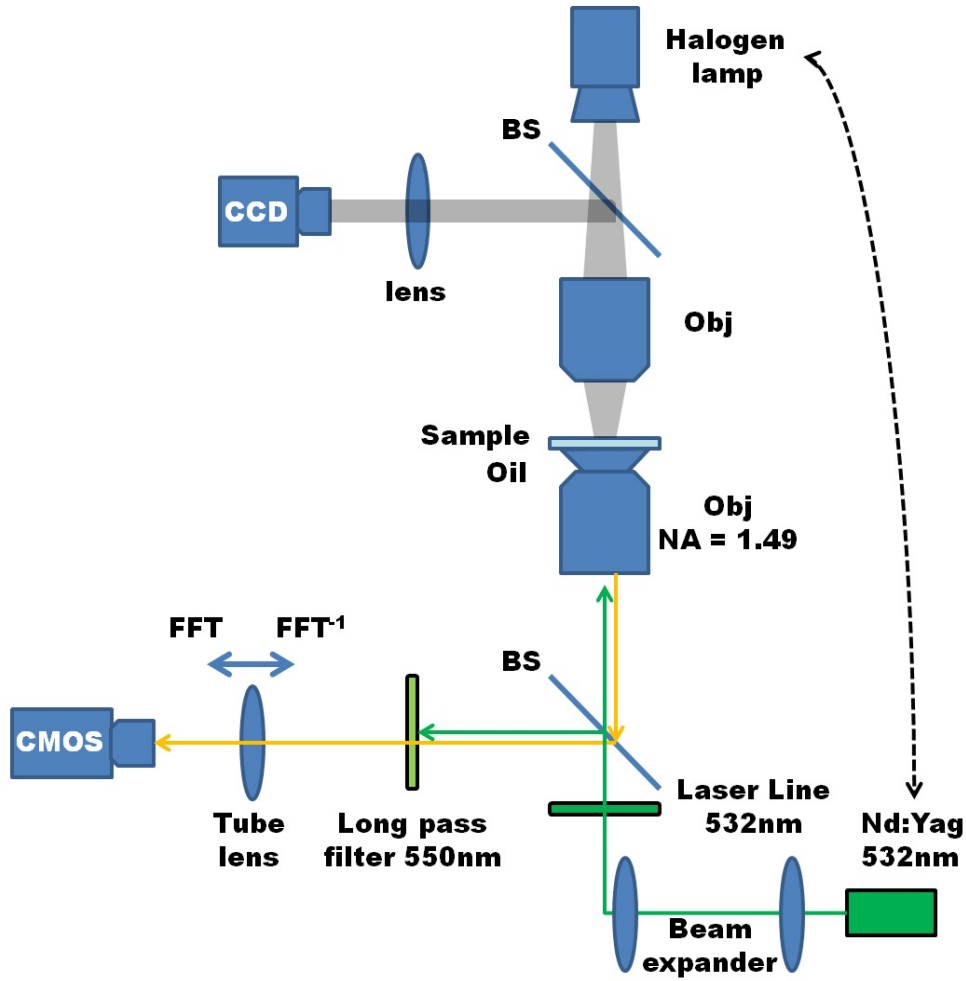 Halogen
lamp
BS
CCD
lens
Obj
Sample
Oil
Obj
NA = 1.49
FFT FFT⁻¹
BS
CMOS
Tube
lens
Long pass
filter 550nm
Laser Line
532nm
Nd:Yag
532nm
Beam
expander